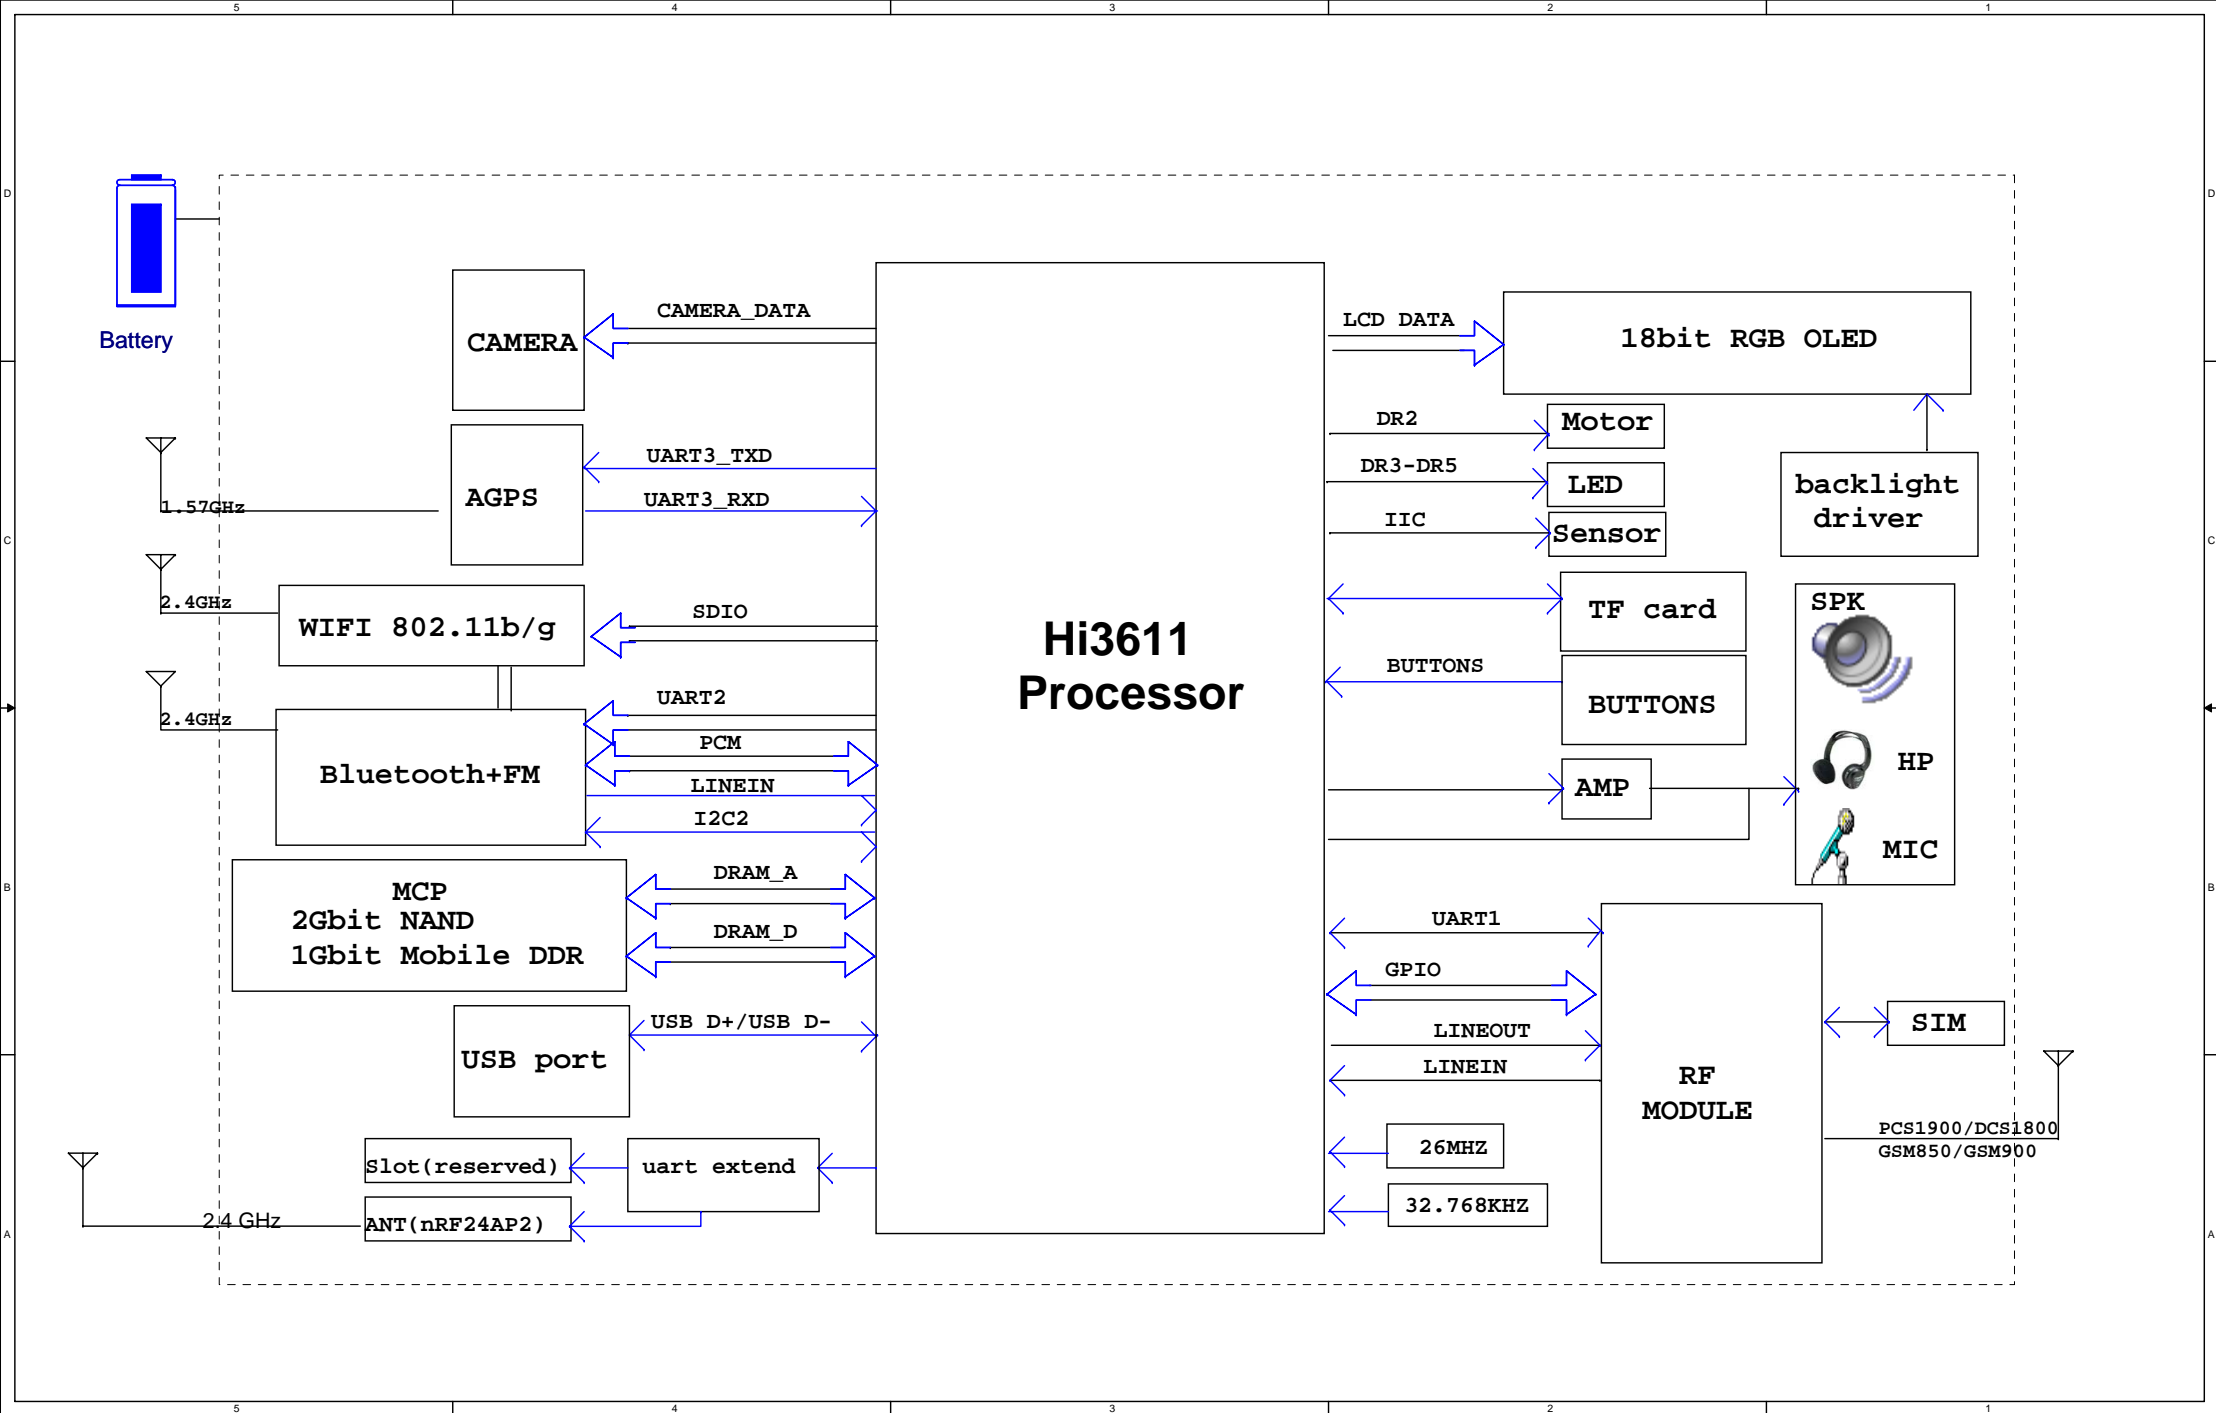 5 4 3 2 1
D
D
Battery
CAMERA
CAMERA_DATA
LCD DATA
18bit RGB OLED
DR2
Motor
DR3-DR5
LED
IIC
Sensor
backlight
driver
UART3_TXD
AGPS
UART3_RXD
1.57GHz
C
C
2.4GHz
WIFI 802.11b/g
SDIO
Hi3611
Processor
TF card
BUTTONS
BUTTONS
SPK
HP
MIC
AMP
2.4GHz
UART2
PCM
Bluetooth+FM
LINEIN
I2C2
B
B
MCP
2Gbit NAND
1Gbit Mobile DDR
DRAM_A
DRAM_D
UART1
GPIO
LINEOUT
LINEIN
RF
MODULE
SIM
PCS1900/DCS1800
GSM850/GSM900
USB D+/USB D-
USB port
26MHZ
32.768KHZ
Slot(reserved)
uart extend
2.4 GHz
ANT(nRF24AP2)
A
A
5 4 3 2 1